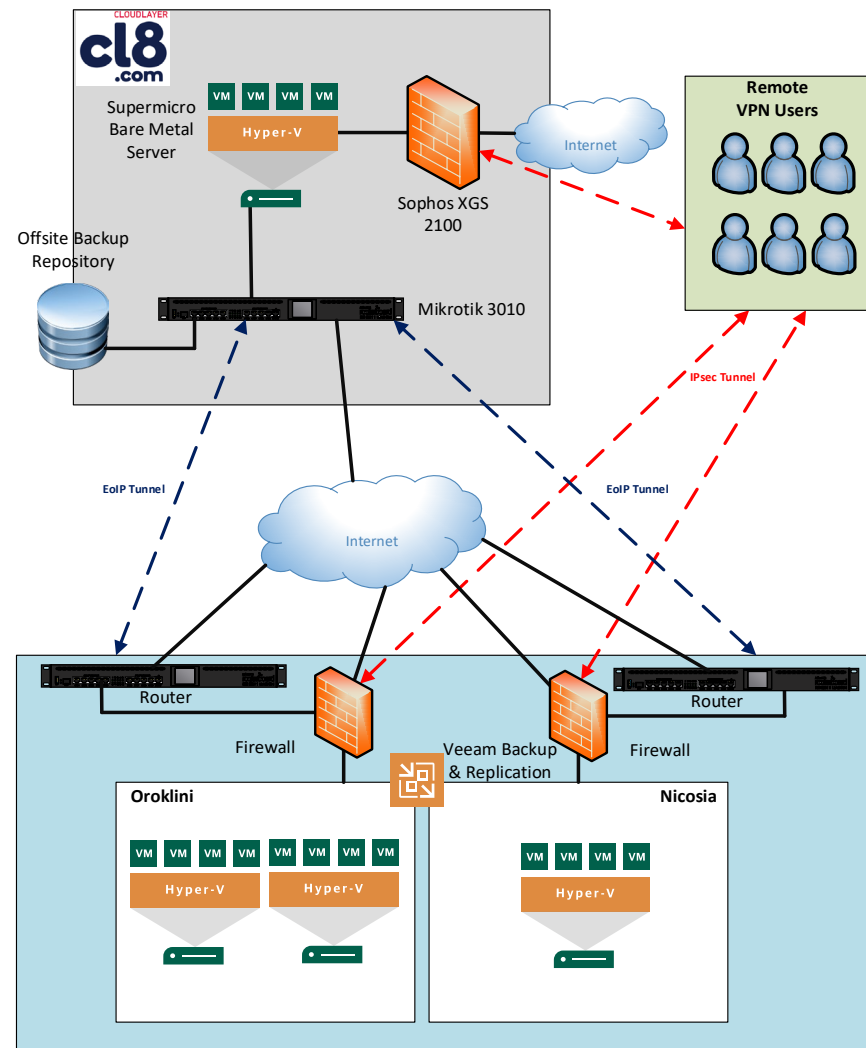 CLOUDLAYER
cl8
.com
VM VM VM VM
Hyper-V
Supermicro
Bare Metal
Server
Sophos XGS
2100
Internet
Remote
VPN Users
Offsite Backup
Repository
Mikrotik 3010
IPsec Tunnel
EoIP Tunnel
EoIP Tunnel
Internet
Router
Router
Firewall
Veeam Backup
& Replication
Firewall
Oroklini
Nicosia
VM VM VM VM
VM VM VM VM
VM VM VM VM
Hyper-V
Hyper-V
Hyper-V